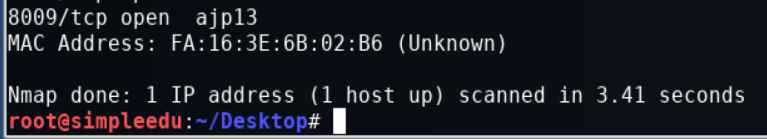 8009/tcp open  ajp13
MAC Address: FA:16:3E:6B:02:B6 (Unknown)
Nmap done: 1 IP address (1 host up) scanned in 3.41 seconds
root@simpleedu:~/Desktop#